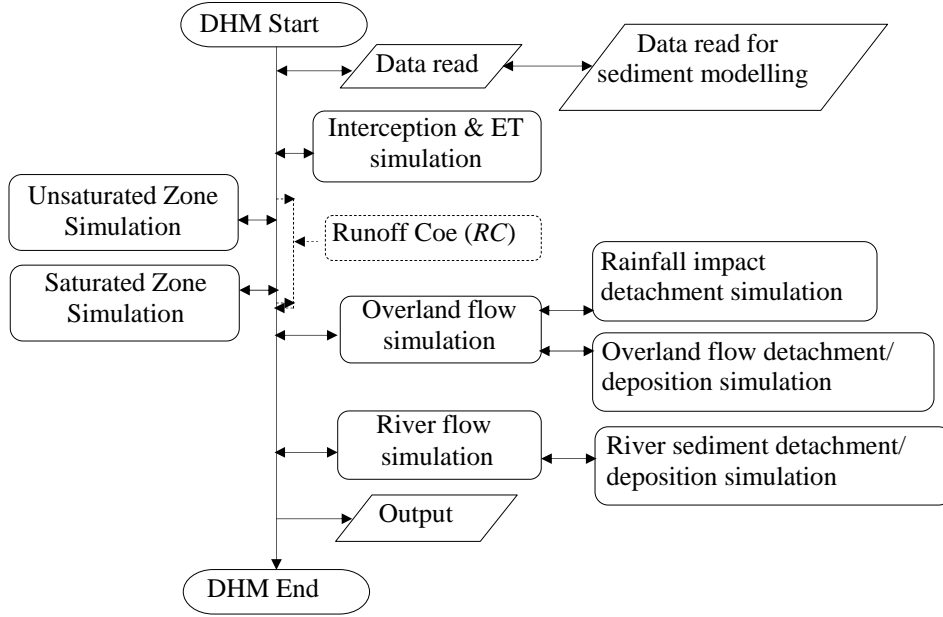 DHM Start
Data read
Data read for
sediment modelling
Interception & ET
simulation
Unsaturated Zone
Simulation
Runoff Coe (RC)
Saturated Zone
Simulation
Rainfall impact
detachment simulation
Overland flow
simulation
Overland flow detachment/
deposition simulation
River flow
simulation
River sediment detachment/
deposition simulation
Output
DHM End